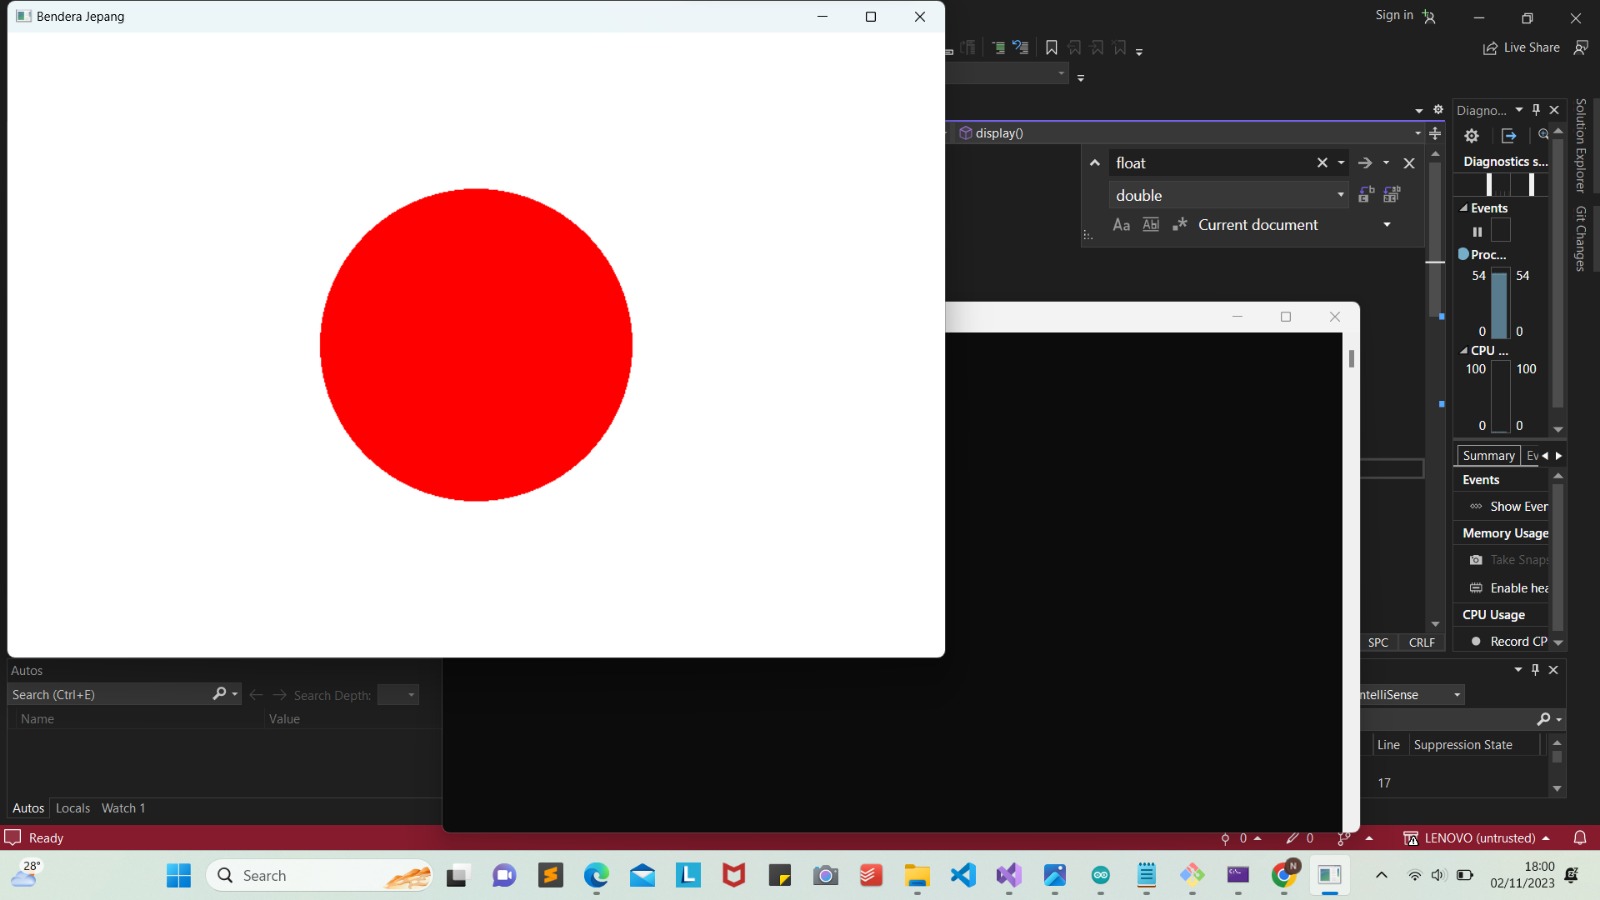 Bendera Jepang
Sign in
Live Share
display()
float
double
Aa
Ab
Current document
Diagno...
Diagnostics s...
Events
Proc...
54 54
0 0
CPU ...
100 100
0 0
Summary Ev
Events
Show Ever
Memory Usage
Take Snaps
Enable hea
CPU Usage
Record CP
Solution Explorer
Git Changes
SPC CRLF
Autos
Search (Ctrl+E)
Search Depth:
Name Value
Autos Locals Watch 1
ntelliSense
Line Suppression State
17
Ready
0
0
LENOVO (untrusted)
28°
Search
L
N
18:00
02/11/2023